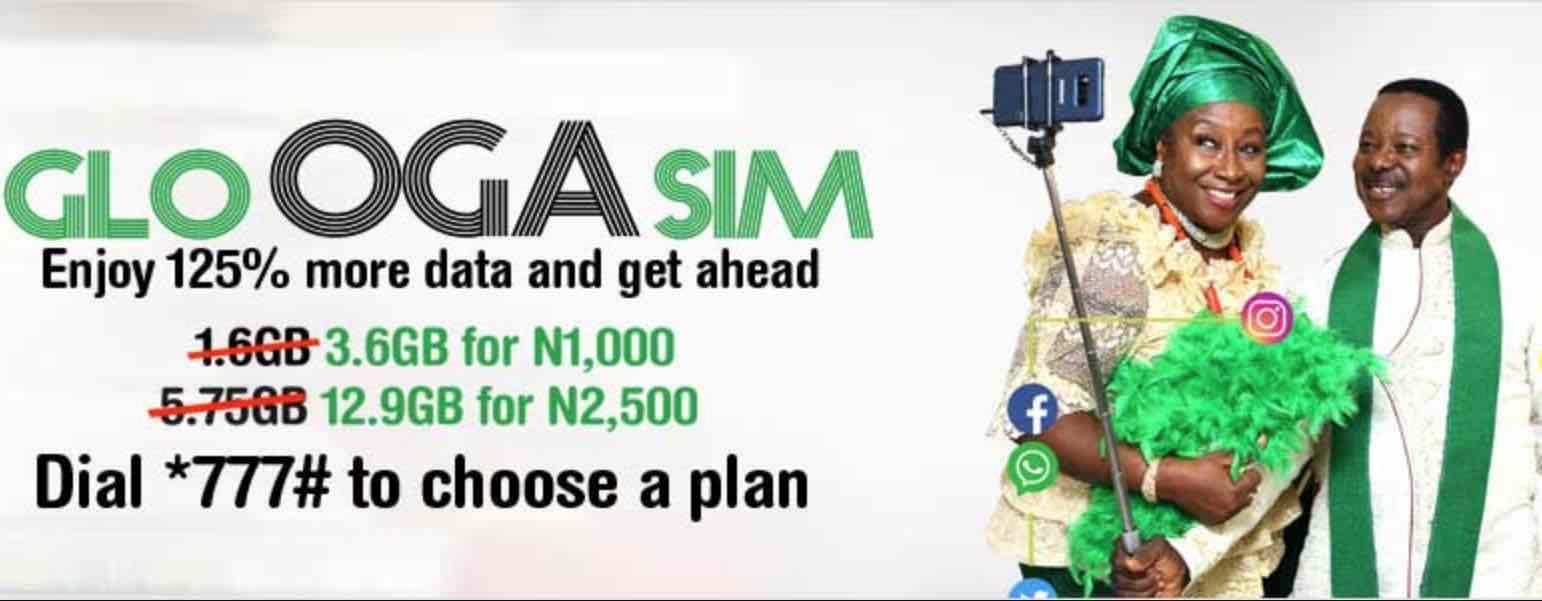 GLO OGA SIM
Enjoy 125% more data and get ahead
1.6GB 3.6GB for N1,000
5.75GB 12.9GB for N2,500
Dial *777# to choose a plan